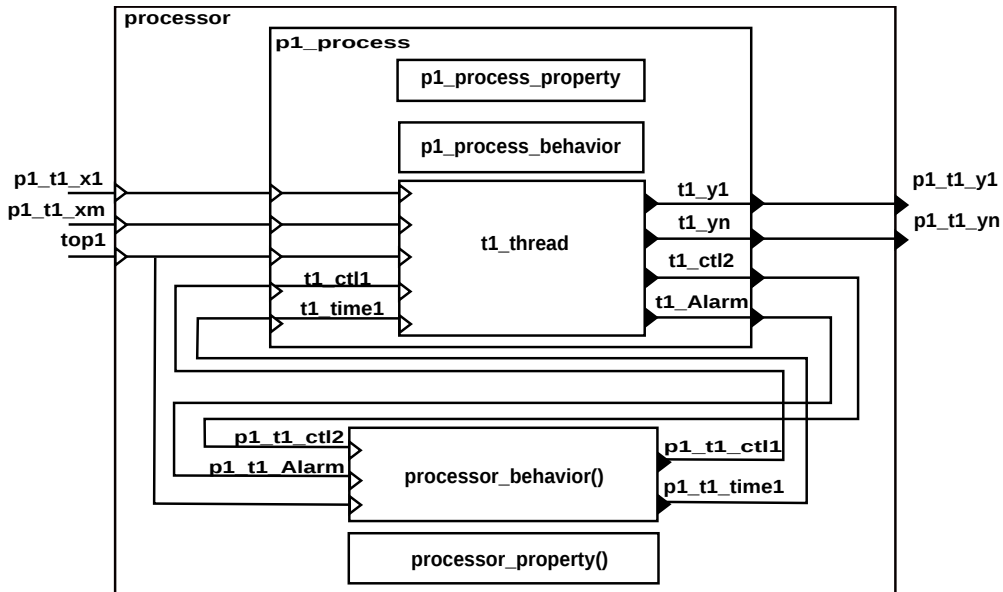 processor
p1_process
p1_process_property
p1_process_behavior
p1_t1_x1
p1_t1_xm
top1
t1_ctl1
t1_time1
t1_thread
t1_y1
t1_yn
t1_ctl2
t1_Alarm
p1_t1_y1
p1_t1_yn
p1_t1_ctl2
p1_t1_Alarm
processor_behavior()
p1_t1_ctl1
p1_t1_time1
processor_property()